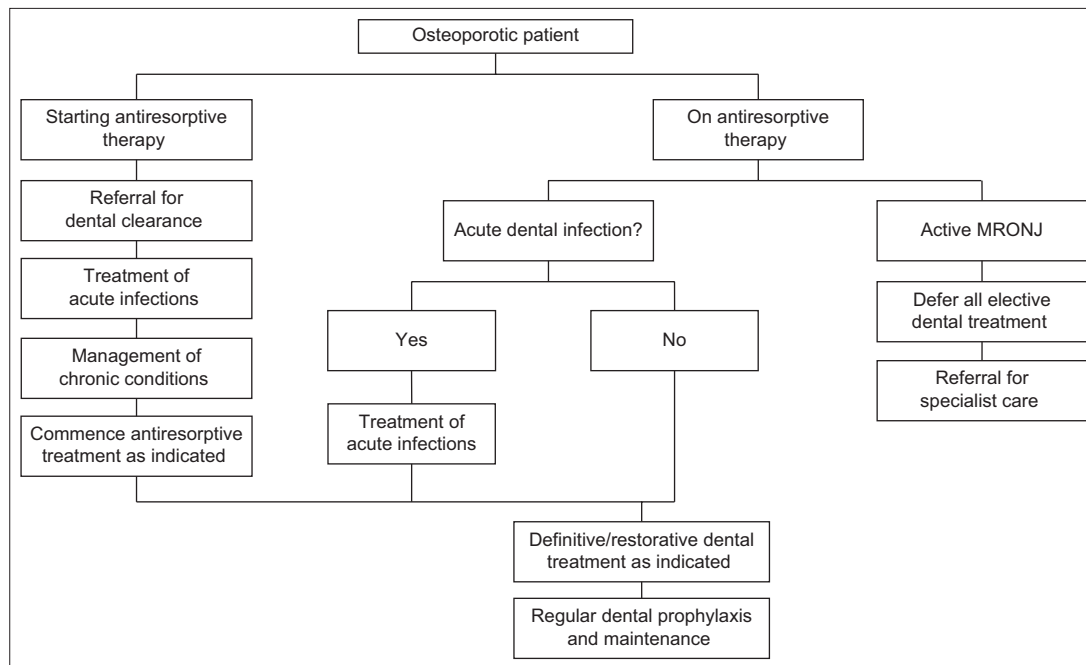 Osteoporotic patient
Starting antiresorptive
therapy
On antiresorptive
therapy
Referral for
dental clearance
Acute dental infection?
Active MRONJ
Treatment of
acute infections
Defer all elective
dental treatment
Yes
No
Management of
chronic conditions
Referral for
specialist care
Commence antiresorptive
treatment as indicated
Treatment of
acute infections
Definitive/restorative dental
treatment as indicated
Regular dental prophylaxis
and maintenance